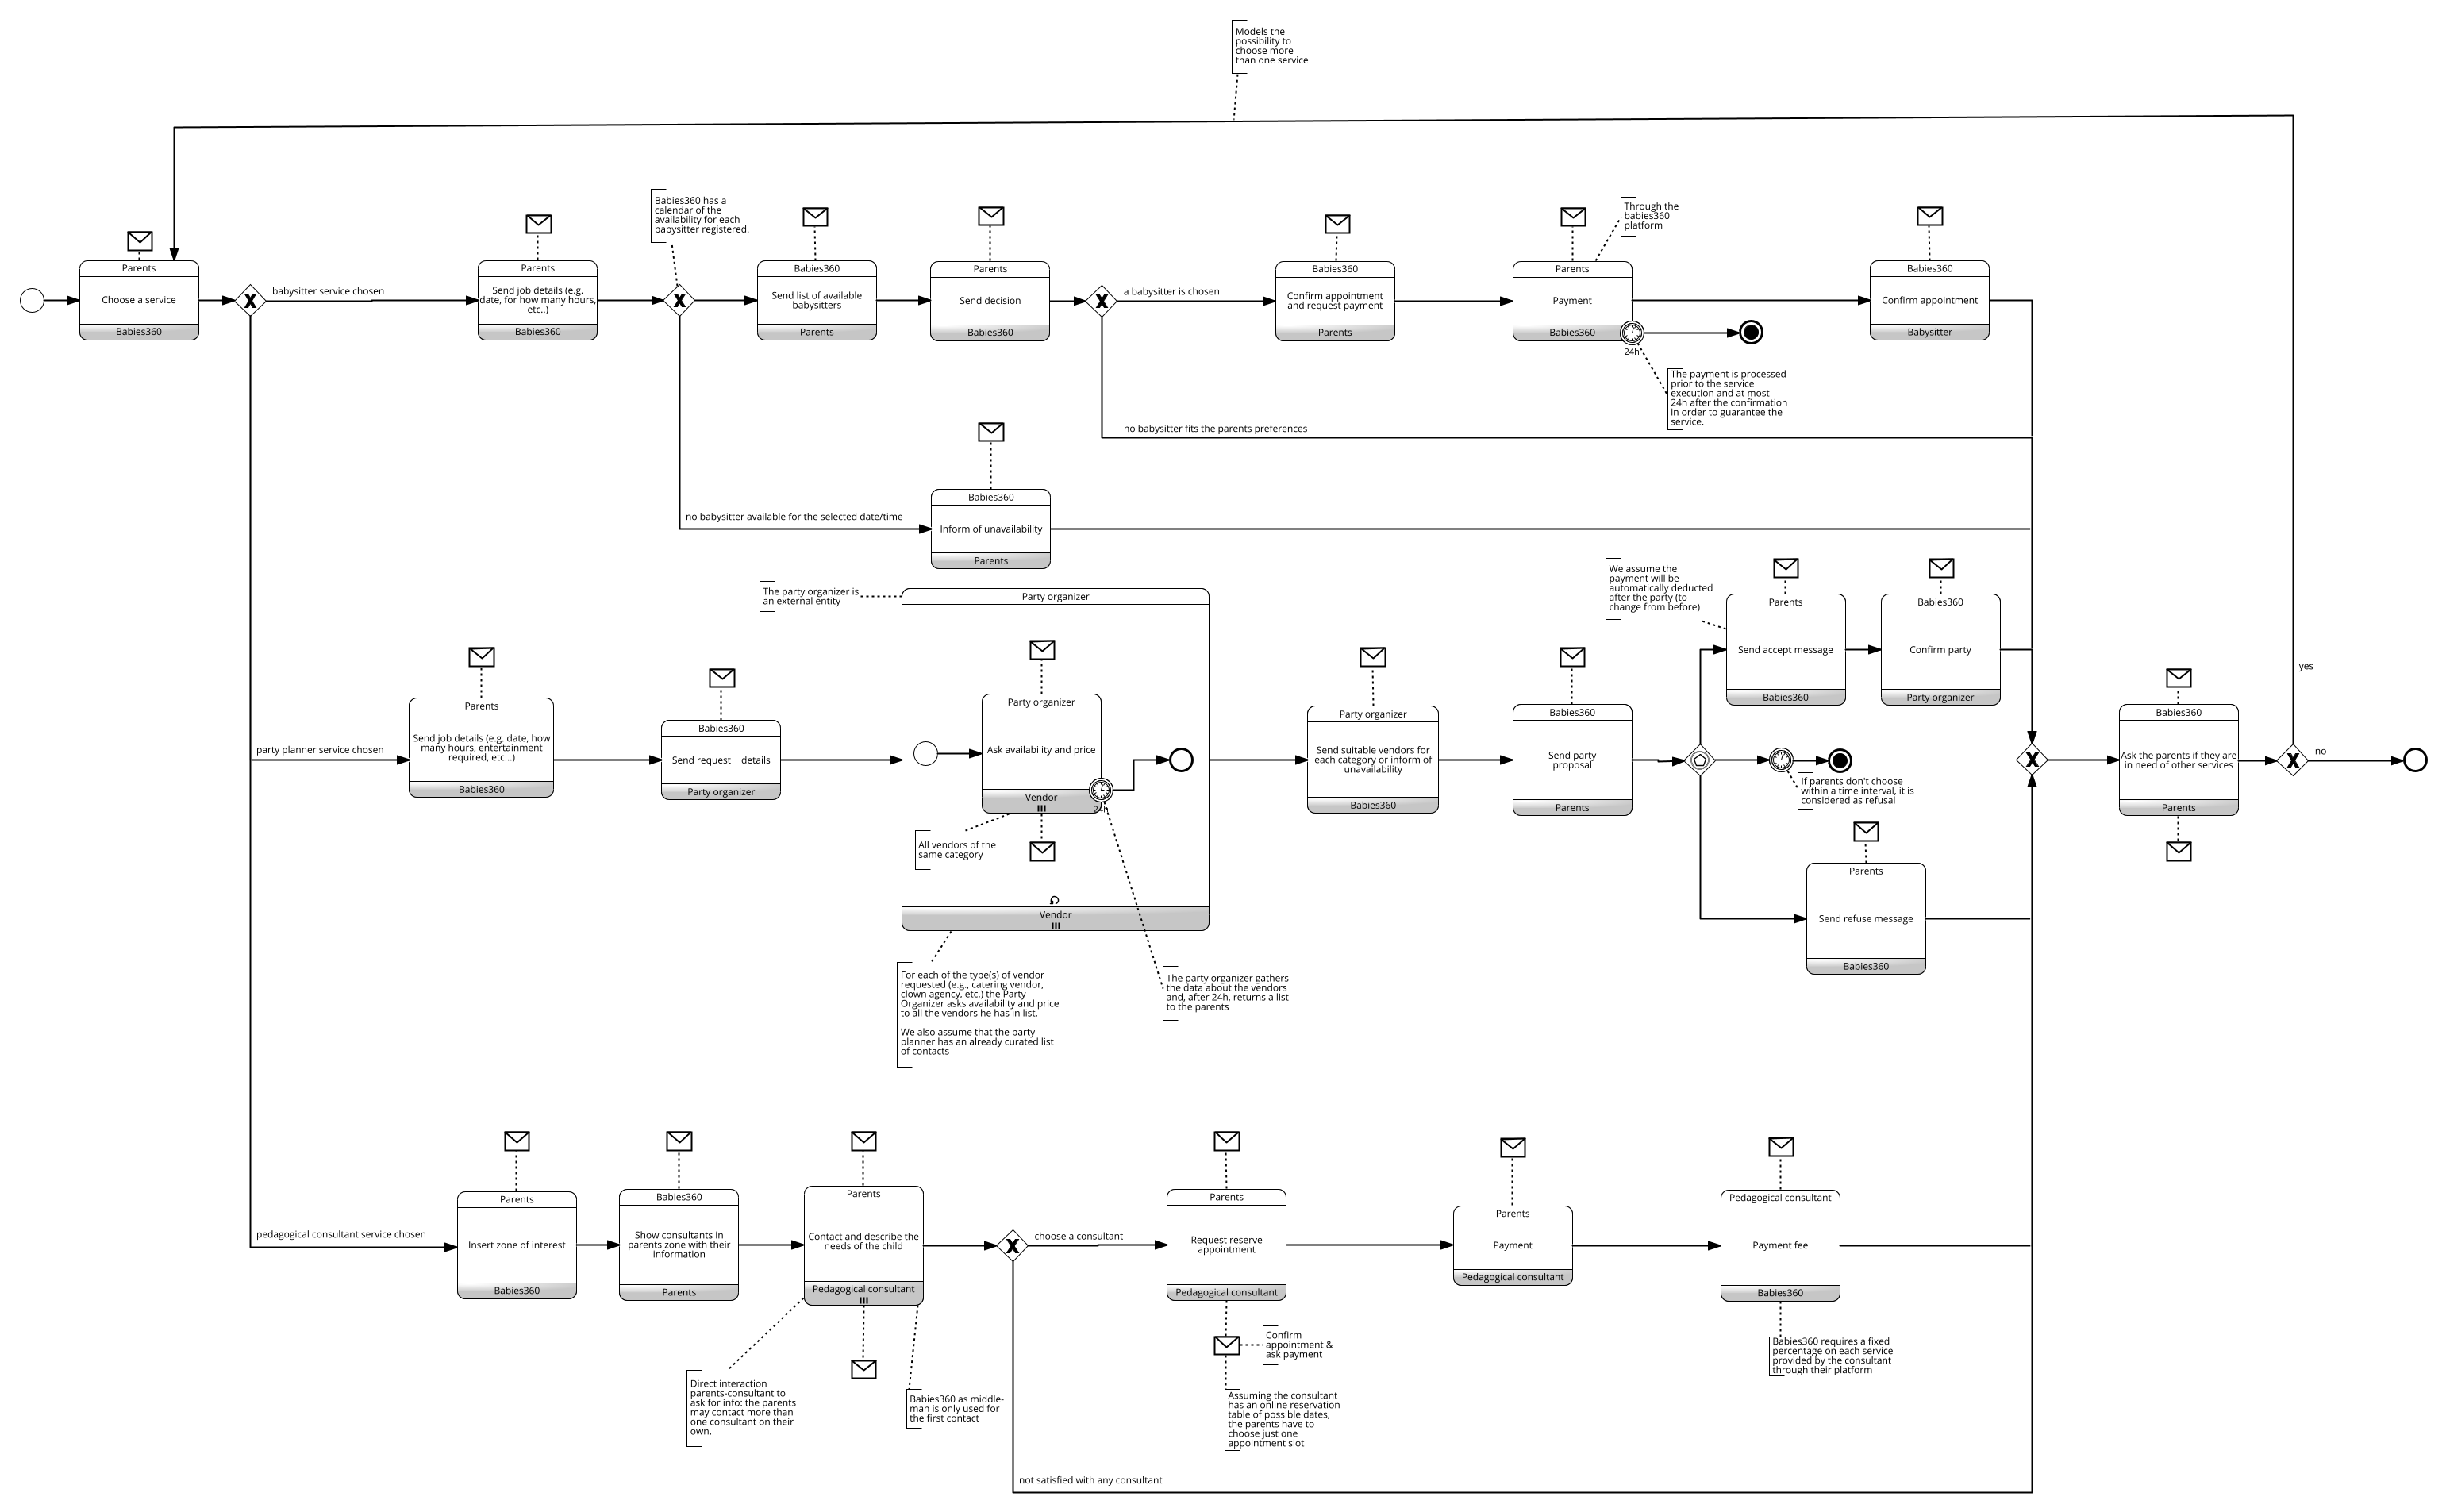 Models the
possibility to
choose more
than one service
Parents
Choose a service
Babies360
babysitter service chosen
Parents
Send job details (e.g.
date, for how many hours,
etc..)
Babies360
Babies360 has a
calendar of the
availability for each
babysitter registered.
Babies360
Send list of available
babysitters
Parents
Parents
Send decision
Babies360
a babysitter is chosen
Babies360
Confirm appointment
and request payment
Parents
Through the
babies360
platform
Parents
Payment
Babies360
24h
The payment is processed
prior to the service
execution and at most
24h after the confirmation
in order to guarantee the
service.
Babies360
Confirm appointment
Babysitter
no babysitter fits the parents preferences
no babysitter available for the selected date/time
Babies360
Inform of unavailability
Parents
party planner service chosen
Parents
Send job details (e.g. date, how
many hours, entertainment
required, etc...)
Babies360
Babies360
Send request + details
Party organizer
The party organizer is
an external entity
Party organizer
Party organizer
Ask availability and price
Vendor
24h
All vendors of the
same category
Vendor
For each of the type(s) of vendor
requested (e.g., catering vendor,
clown agency, etc.) the Party
Organizer asks availability and price
to all the vendors he has in list.
We also assume that the party
planner has an already curated list
of contacts
The party organizer gathers
the data about the vendors
and, after 24h, returns a list
to the parents
Party organizer
Send suitable vendors for
each category or inform of
unavailability
Babies360
Babies360
Send party
proposal
Parents
We assume the
payment will be
automatically deducted
after the party (to
change from before)
Parents
Send accept message
Babies360
Babies360
Confirm party
Party organizer
If parents don't choose
within a time interval, it is
considered as refusal
Parents
Send refuse message
Babies360
Babies360
Ask the parents if they are
in need of other services
Parents
yes
no
pedagogical consultant service chosen
Parents
Insert zone of interest
Babies360
Babies360
Show consultants in
parents zone with their
information
Parents
Parents
Contact and describe the
needs of the child
Pedagogical consultant
Direct interaction
parents-consultant to
ask for info: the parents
may contact more than
one consultant on their
own.
Babies360 as middle-
man is only used for
the first contact
choose a consultant
Parents
Request reserve
appointment
Pedagogical consultant
Confirm
appointment &
ask payment
Assuming the consultant
has an online reservation
table of possible dates,
the parents have to
choose just one
appointment slot
Parents
Payment
Pedagogical consultant
Pedagogical consultant
Payment fee
Babies360
Babies360 requires a fixed
percentage on each service
provided by the consultant
through their platform
not satisfied with any consultant